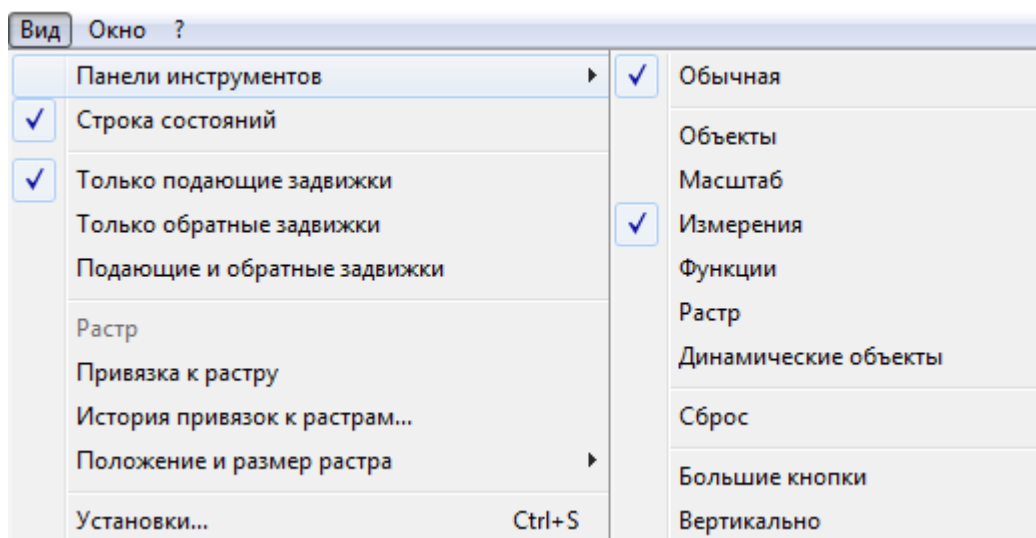 Вид Окно ?
Панели инструментов
Строка состояний
Только подающие задвижки
Только обратные задвижки
Подающие и обратные задвижки
Растр
Привязка к растру
История привязок к растрам...
Положение и размер растра
Установки... Ctrl+S
Обычная
Объекты
Масштаб
Измерения
Функции
Растр
Динамические объекты
Сброс
Большие кнопки
Вертикально